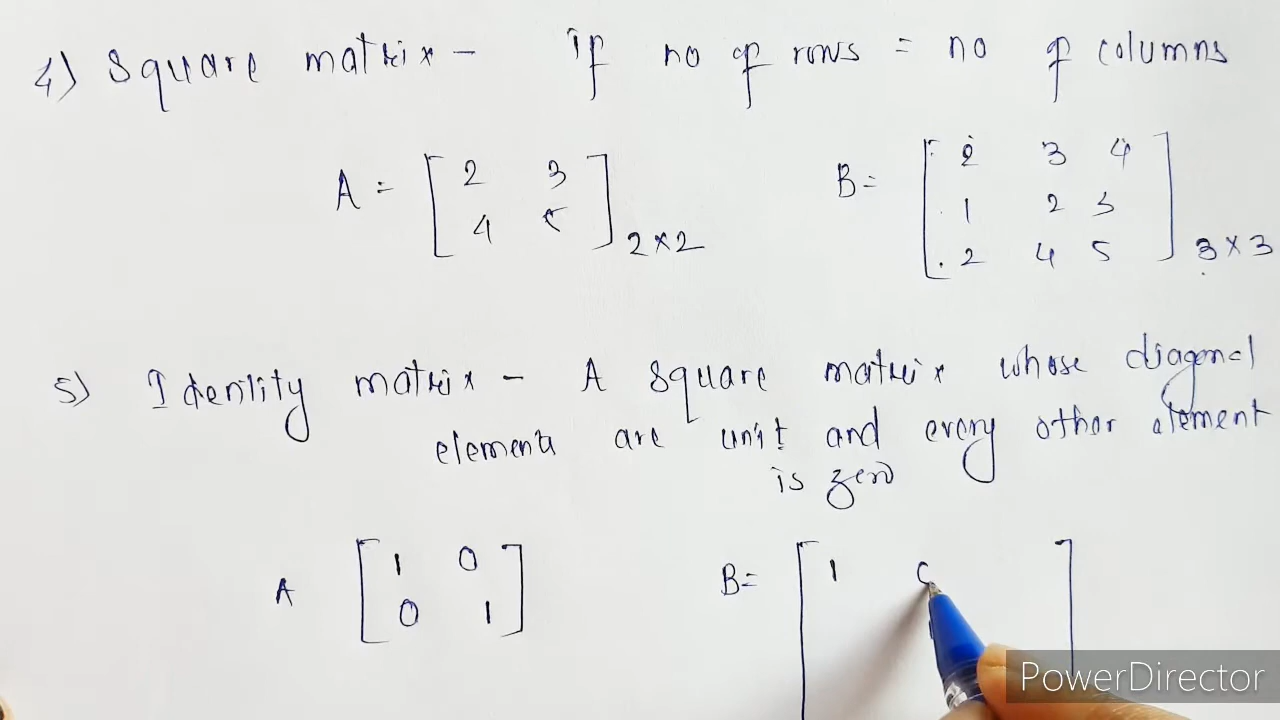 4) Square matrix - if no of rows = no of columns
A = [ 2 3
4 5 ] 2×2
B = [ 2 3 4
1 2 3
2 4 5 ] 3×3
5) Identity matrix - A square matrix whose diagonal
elements are unit and every other element
is zero
A [ 1 0
0 1 ]
B = [ 1 0 ]
PowerDirector